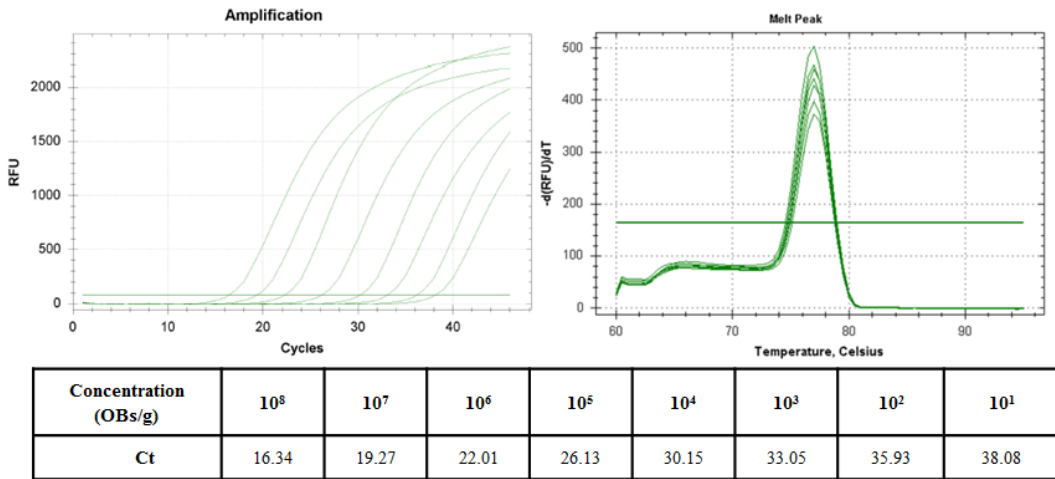 Amplification
2000
1500
1000
500
0
RFU
0 10 20 30 40
Cycles
Melt Peak
500
400
300
200
100
0
-d(RFU)/dT
60 70 80 90
Temperature, Celsius
Concentration (OBs/g) 10⁸ 10⁷ 10⁶ 10⁵ 10⁴ 10³ 10² 10¹
Ct 16.34 19.27 22.01 26.13 30.15 33.05 35.93 38.08